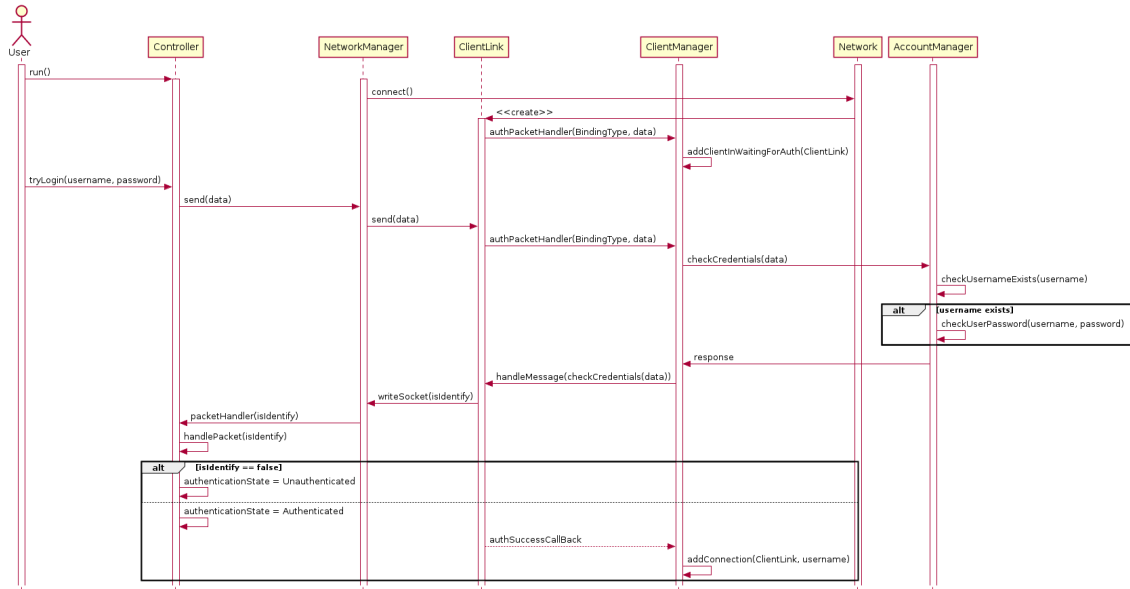 User
Controller
NetworkManager
ClientLink
ClientManager
Network
AccountManager
run()
connect()
<<create>>
authPacketHandler(BindingType, data)
addClientInWaitingForAuth(ClientLink)
tryLogin(username, password)
send(data)
send(data)
authPacketHandler(BindingType, data)
checkCredentials(data)
checkUsernameExists(username)
alt [username exists]
checkUserPassword(username, password)
response
handleMessage(checkCredentials(data))
writeSocket(isIdentify)
packetHandler(isIdentify)
handlePacket(isIdentify)
alt [isIdentify == false]
authenticationState = Unauthenticated
authenticationState = Authenticated
authSuccessCallBack
addConnection(ClientLink, username)